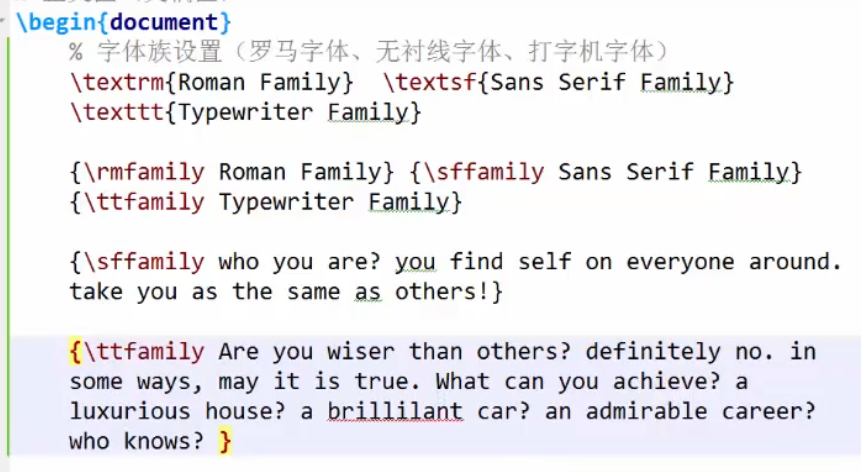 \begin{document}
% 字体族设置（罗马字体、无衬线字体、打字机字体）
\textrm{Roman Family} \textsf{Sans Serif Family}
\texttt{Typewriter Family}
{\rmfamily Roman Family} {\sffamily Sans Serif Family}
{\ttfamily Typewriter Family}
{\sffamily who you are? you find self on everyone around.
take you as the same as others!}
{\ttfamily Are you wiser than others? definitely no. in
some ways, may it is true. What can you achieve? a
luxurious house? a brillilant car? an admirable career?
who knows? }